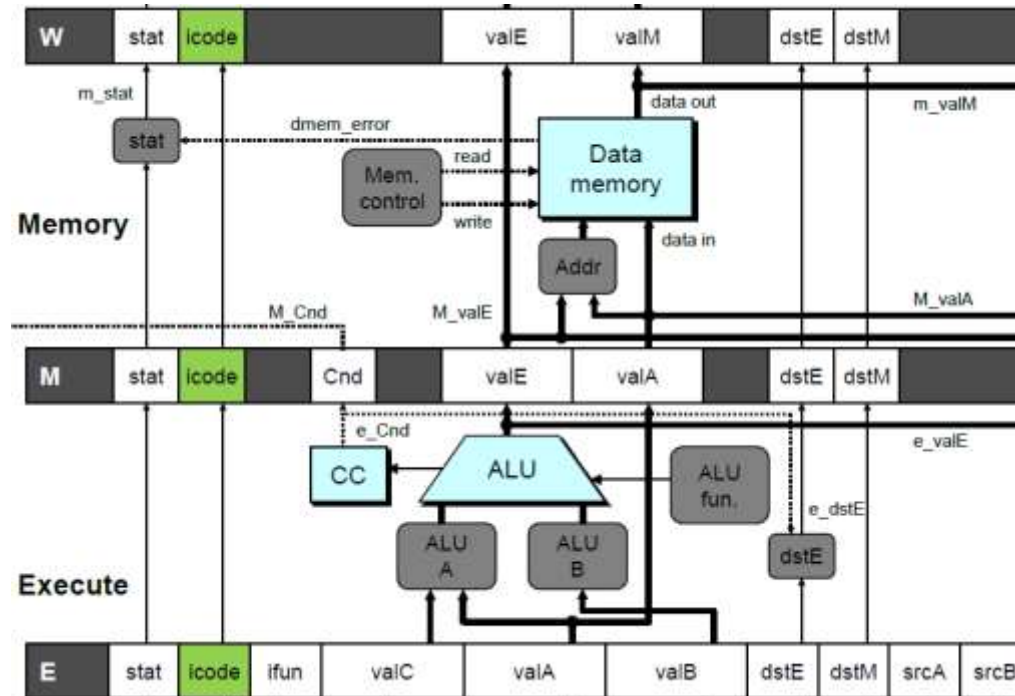 W stat icode valE valM dstE dstM
m_stat
data out
m_valM
stat
dmem_error
read
Mem.
control
write
Data
memory
Memory
data in
Addr
M_Cnd
M_valE
M_valA
M stat icode Cnd valE valA dstE dstM
e_Cnd
e_valE
CC
ALU
ALU
fun.
e_dstE
ALU
A
ALU
B
dstE
Execute
E stat icode ifun valC valA valB dstE dstM srcA srcB